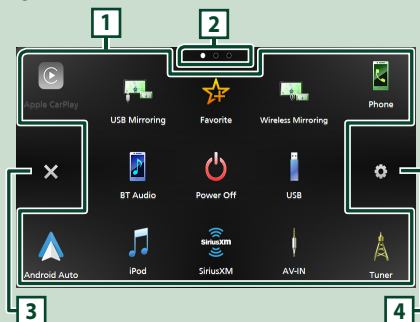 1
2
Apple CarPlay
USB Mirroring
Favorite
Wireless Mirroring
Phone
BT Audio
Power Off
USB
Android Auto
iPod
SiriusXM
SiriusXM
AV-IN
Tuner
3
4